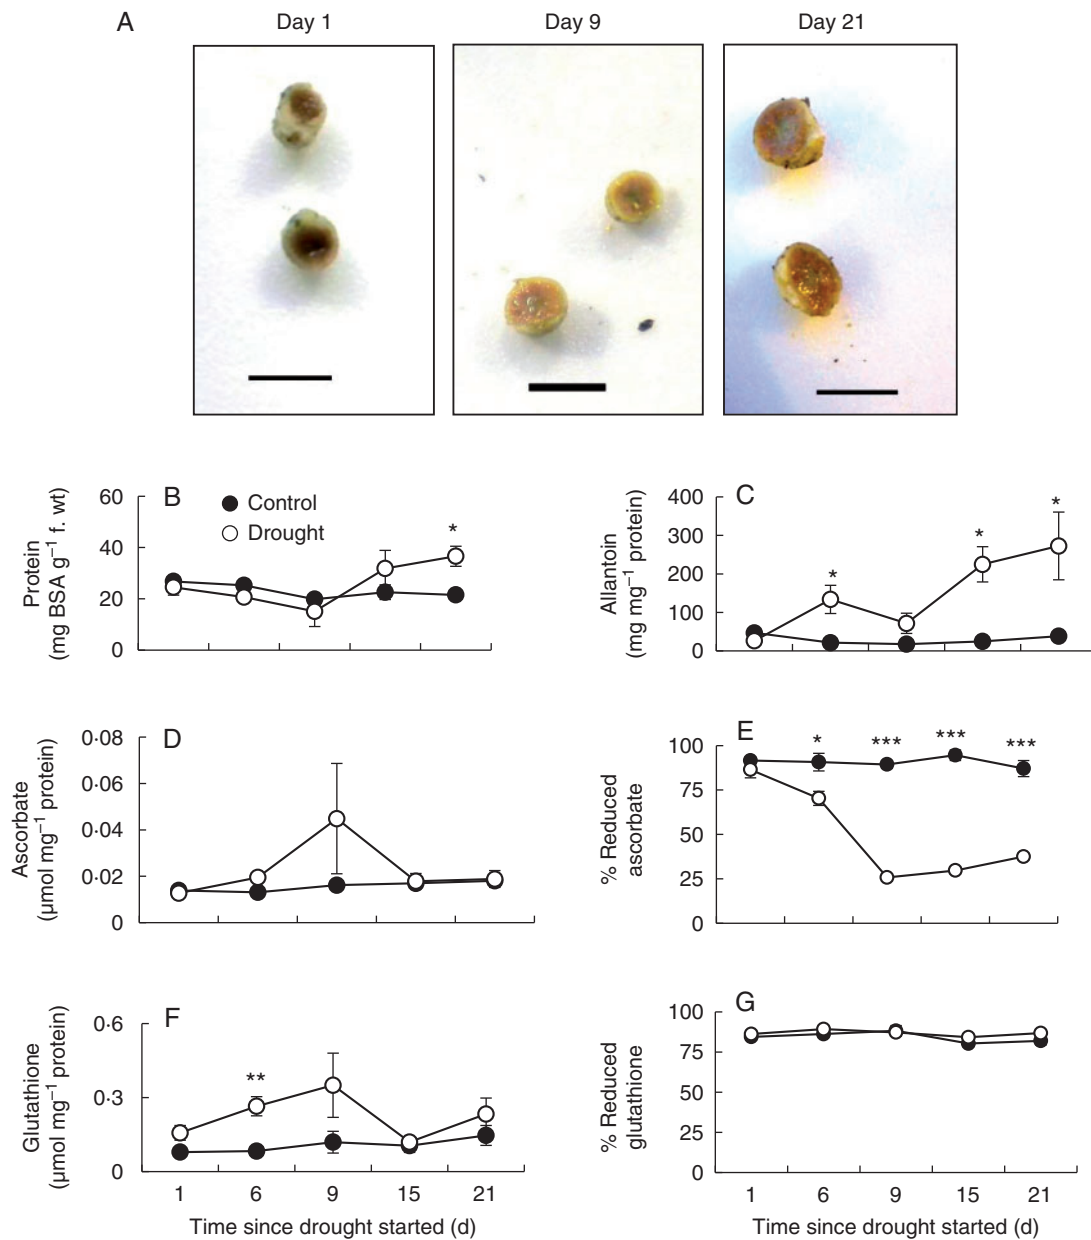 A
Day 1
Day 9
Day 21
B
Protein
(mg BSA g⁻¹ f. wt)
60
40
20
0
Control
Drought
*
C
Allantoin
(mg mg⁻¹ protein)
400
300
200
100
0
*
*
*
D
Ascorbate
(µmol mg⁻¹ protein)
0·08
0·06
0·04
0·02
0
E
% Reduced
ascorbate
100
75
50
25
0
*
***
***
***
F
Glutathione
(µmol mg⁻¹ protein)
0·6
0·3
0
**
1 6 9 15 21
Time since drought started (d)
G
% Reduced
glutathione
100
75
50
25
0
1 6 9 15 21
Time since drought started (d)